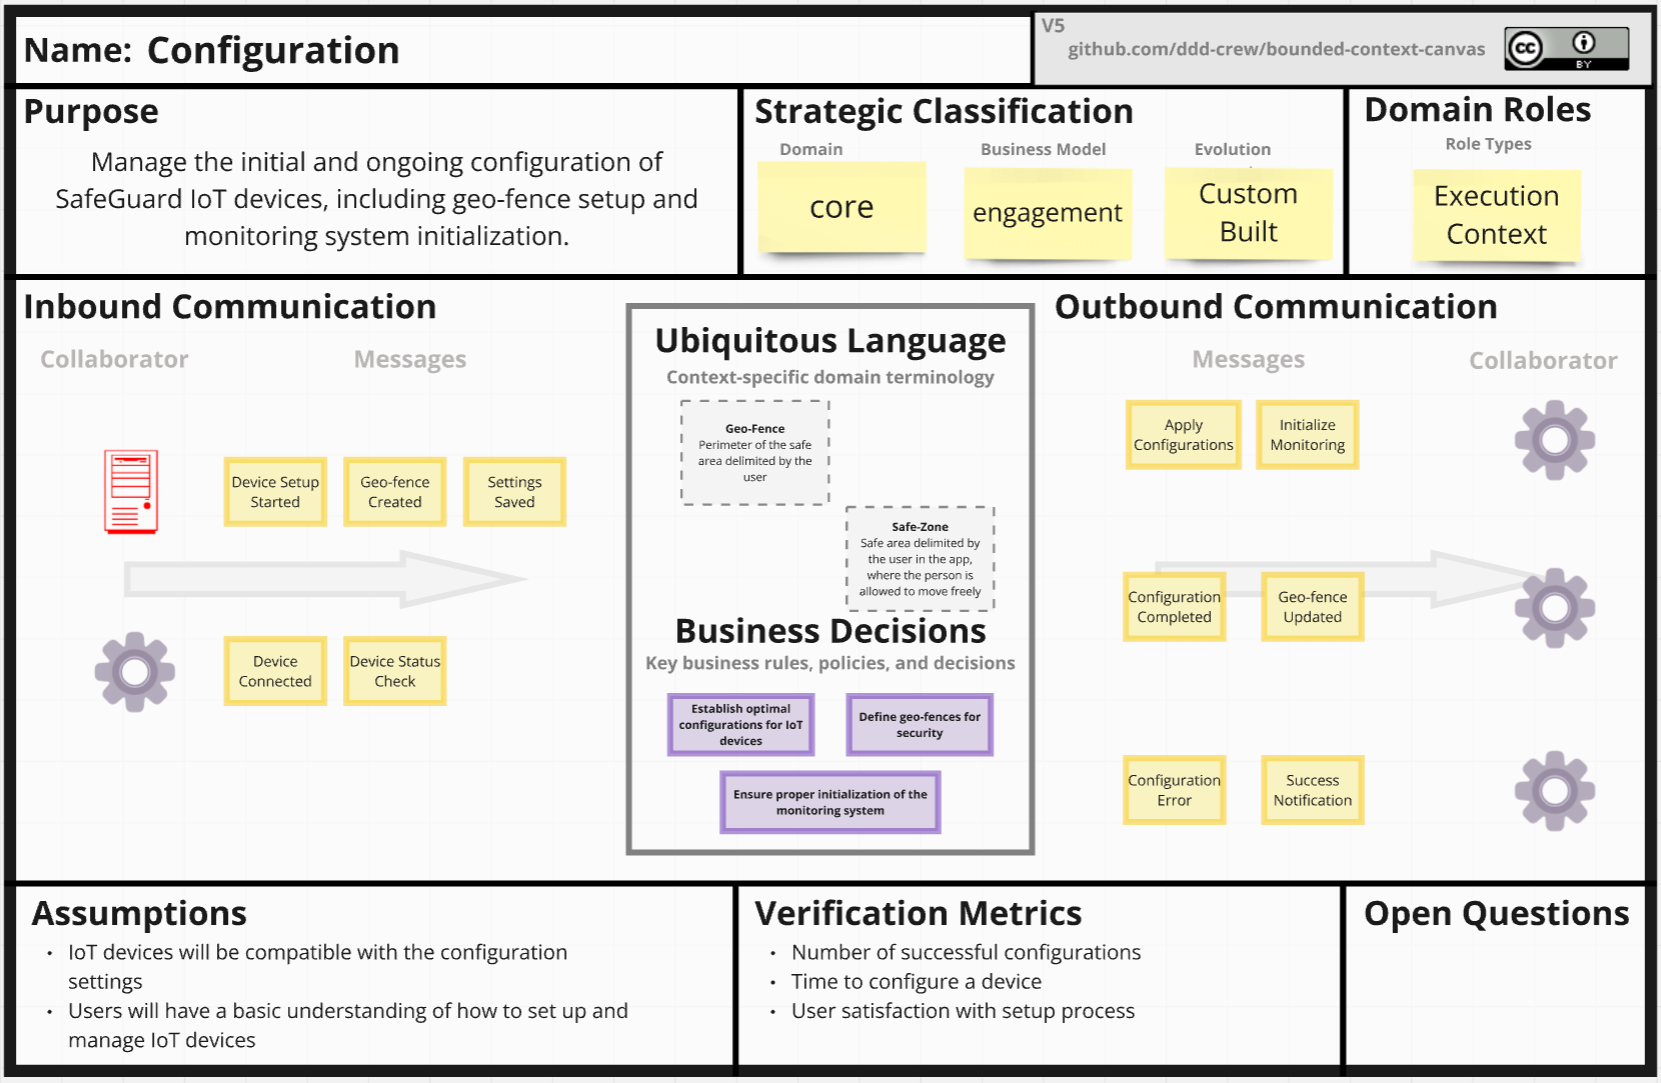 Name: Configuration
V5
github.com/ddd-crew/bounded-context-canvas
cc
BY
Purpose
Manage the initial and ongoing configuration of
SafeGuard IoT devices, including geo-fence setup and
monitoring system initialization.
Strategic Classification
Domain
Business Model
Evolution
core
engagement
Custom
Built
Domain Roles
Role Types
Execution
Context
Inbound Communication
Collaborator
Messages
Device Setup
Started
Geo-fence
Created
Settings
Saved
Device
Connected
Device Status
Check
Ubiquitous Language
Context-specific domain terminology
Geo-Fence
Perimeter of the safe
area delimited by the
user
Safe-Zone
Safe area delimited by
the user in the app,
where the person is
allowed to move freely
Business Decisions
Key business rules, policies, and decisions
Establish optimal
configurations for IoT
devices
Define geo-fences for
security
Ensure proper initialization of the
monitoring system
Outbound Communication
Messages
Collaborator
Apply
Configurations
Initialize
Monitoring
Configuration
Completed
Geo-fence
Updated
Configuration
Error
Success
Notification
Assumptions
• IoT devices will be compatible with the configuration
settings
• Users will have a basic understanding of how to set up and
manage IoT devices
Verification Metrics
• Number of successful configurations
• Time to configure a device
• User satisfaction with setup process
Open Questions